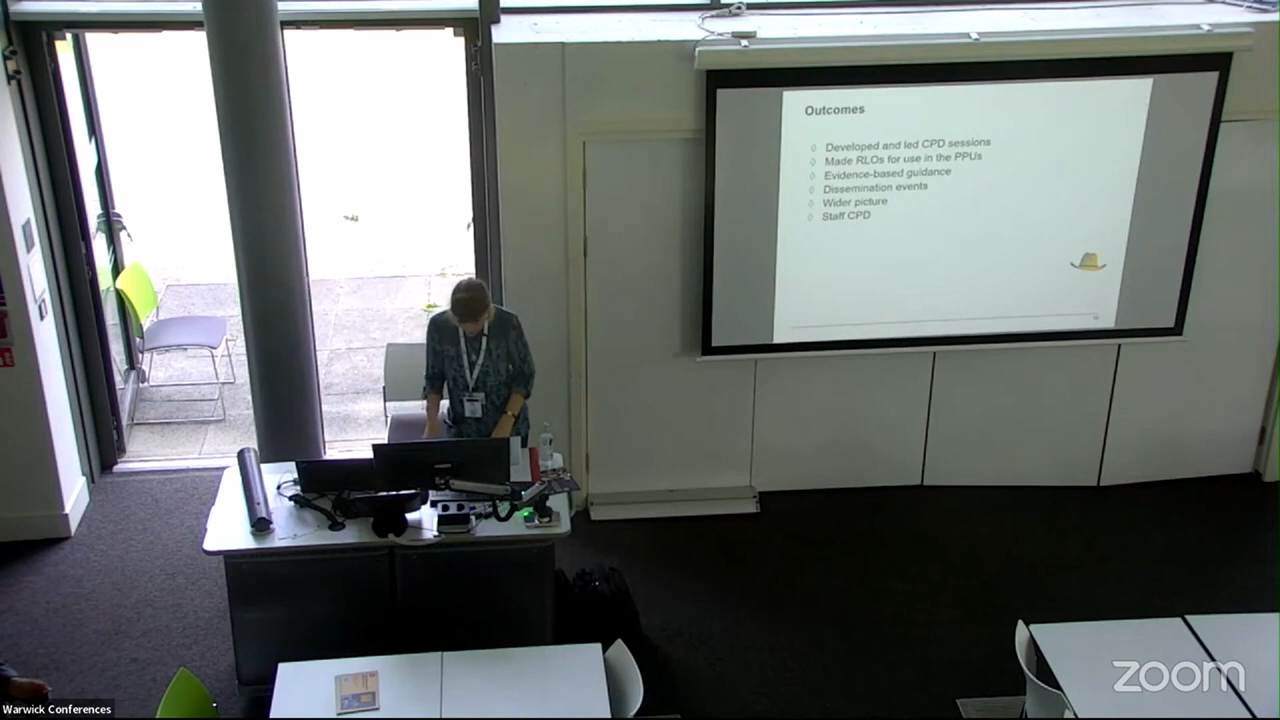 Outcomes
Developed and led CPD sessions
Made RLOs for use in the PPUs
Evidence-based guidance
Dissemination events
Wider picture
Staff CPD
zoom
Warwick Conferences